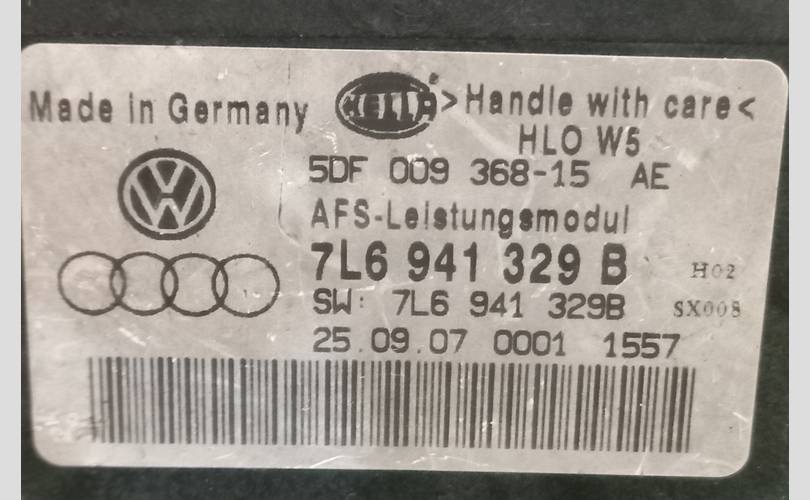 Made in Germany HELLA >Handle with care<
HLO W5
5DF 009 368-15 AE
AFS-Leistungsmodul
7L6 941 329 B H02
SW: 7L6 941 329B SX008
25.09.07 0001 1557